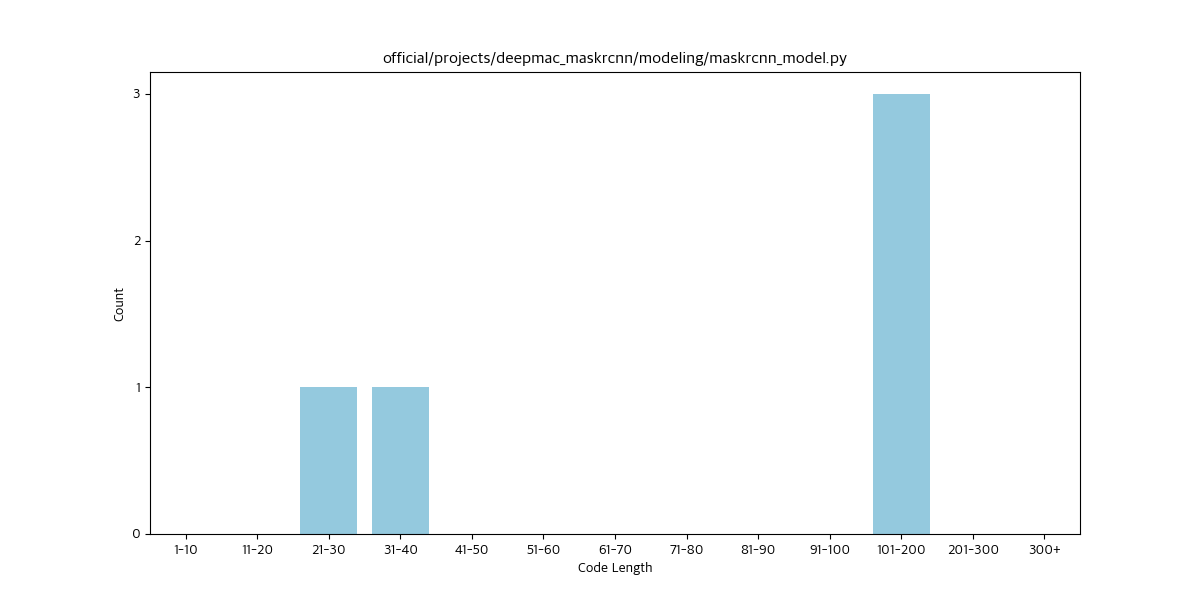 official/projects/deepmac_maskrcnn/modeling/maskrcnn_model.py
3
2
1
0
Count
1-10 11-20 21-30 31-40 41-50 51-60 61-70 71-80 81-90 91-100 101-200 201-300 300+
Code Length